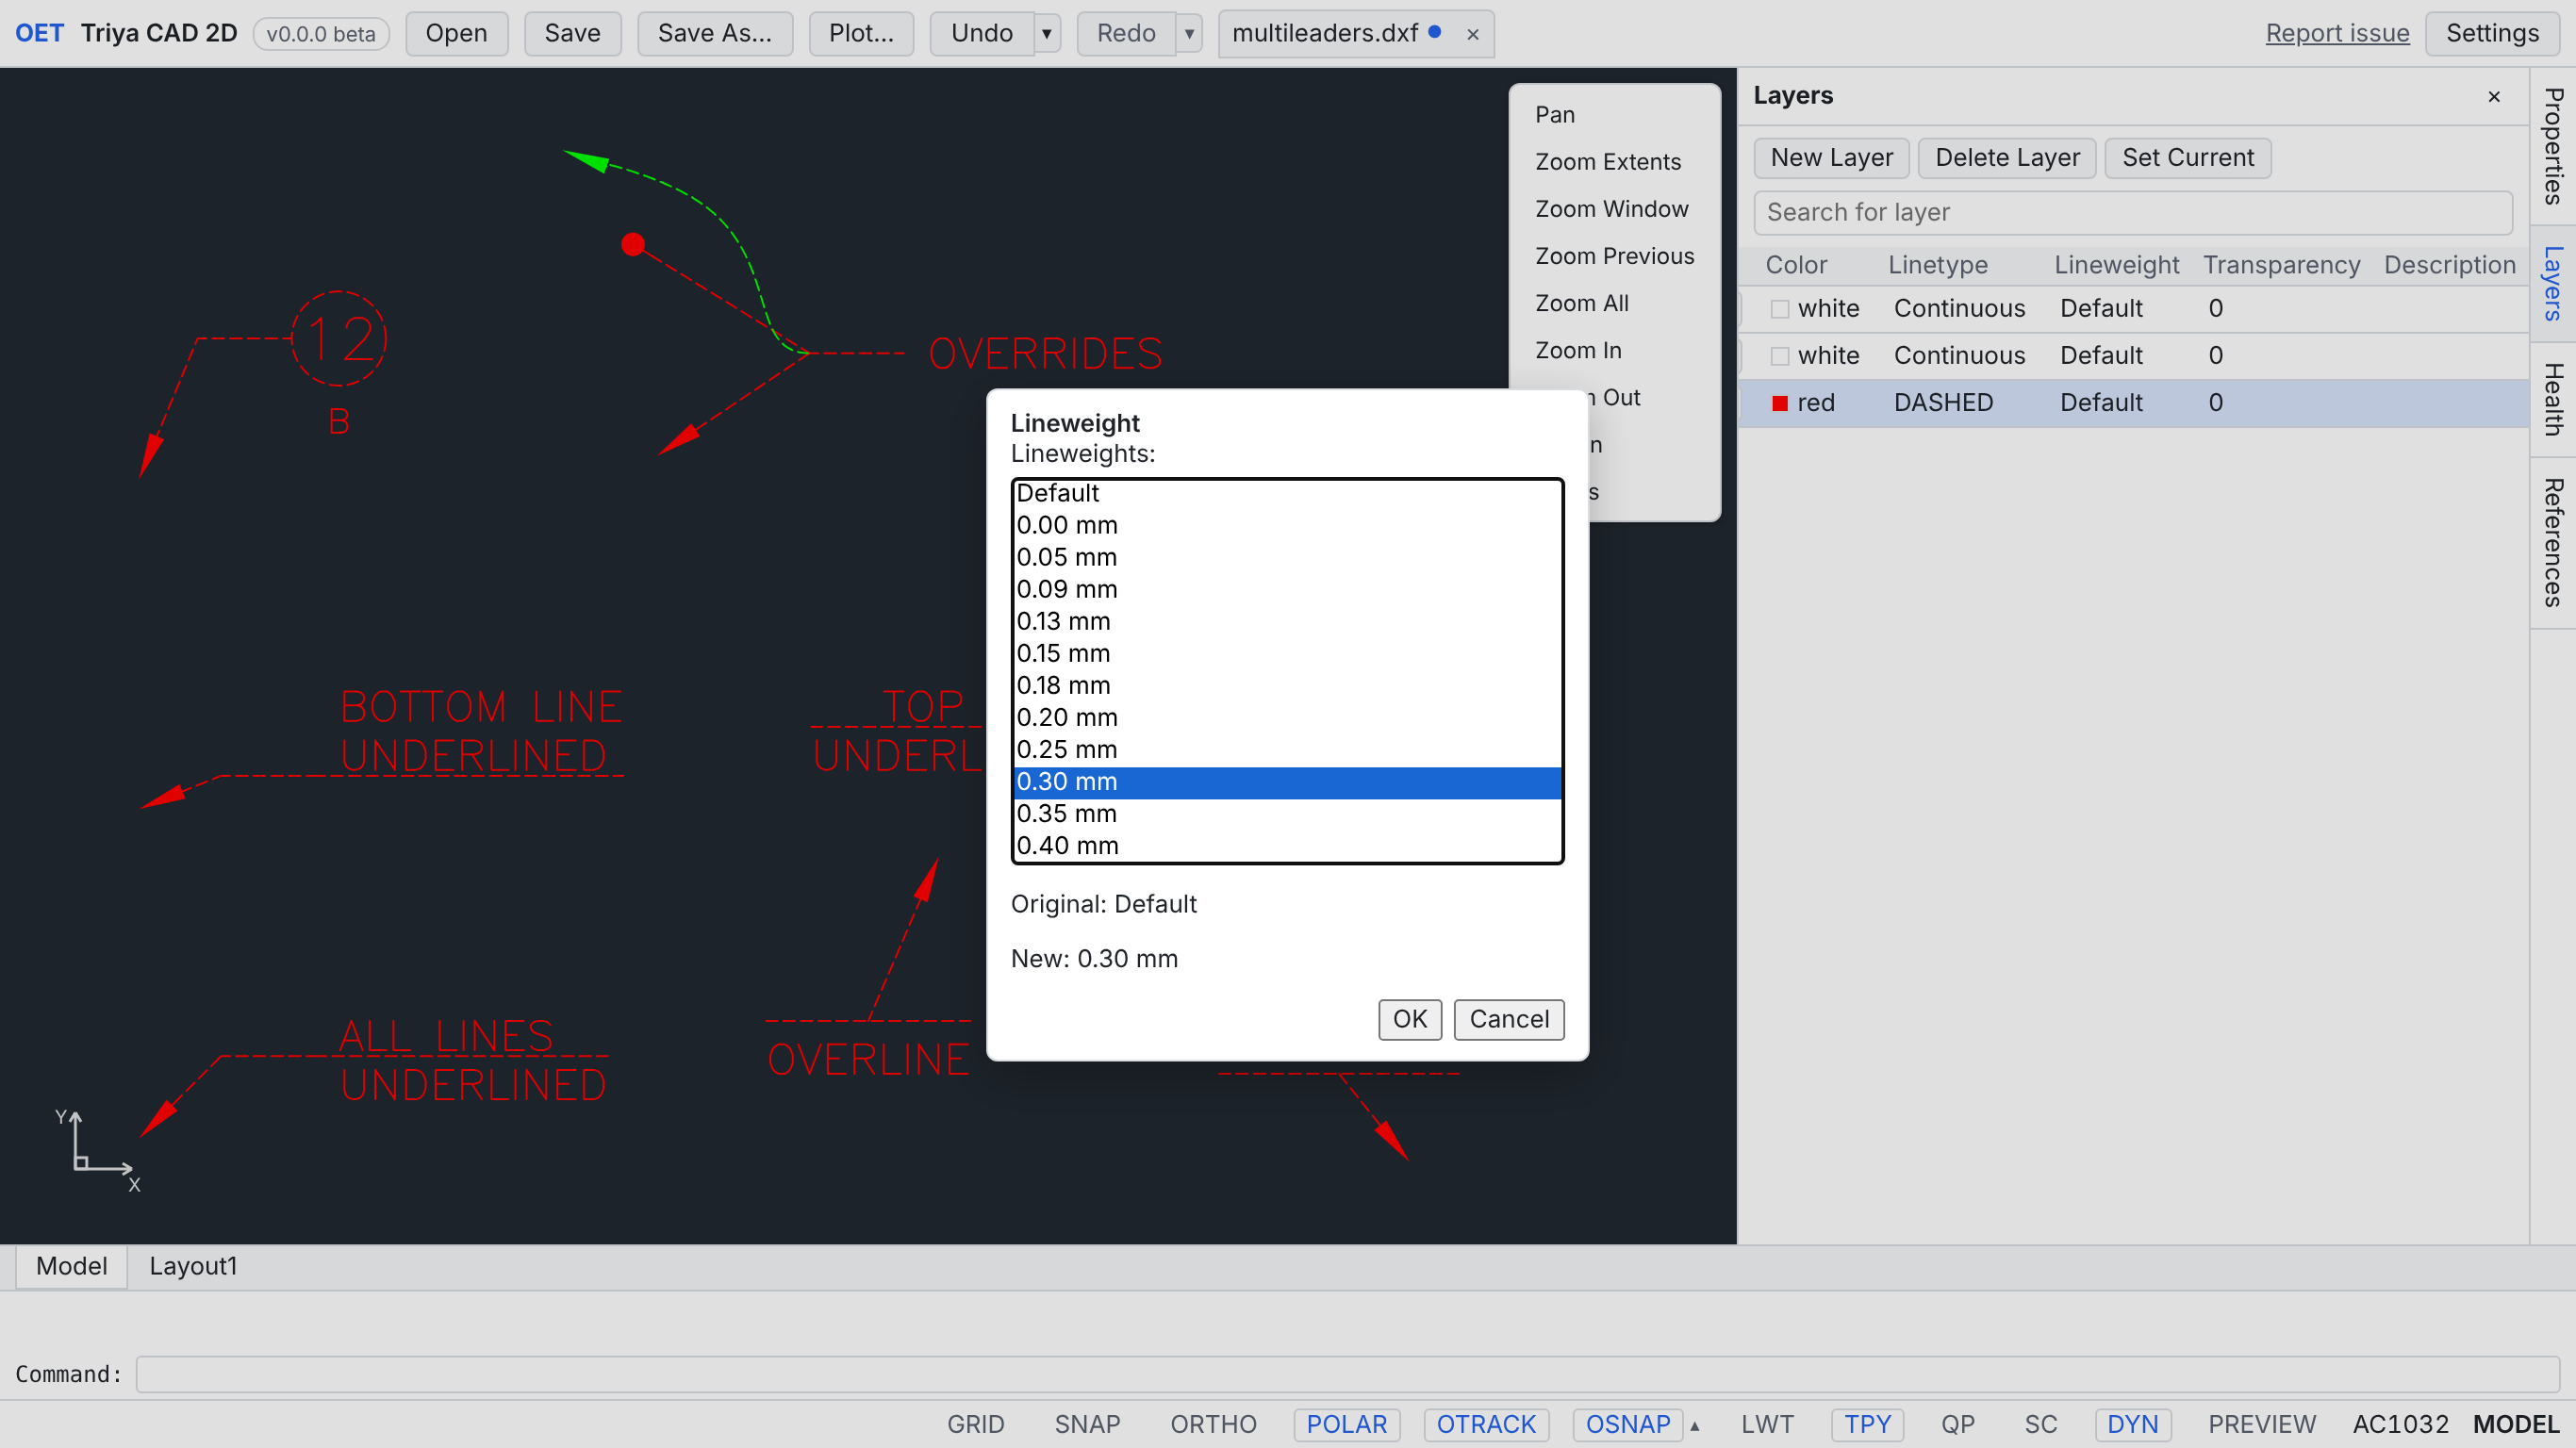 OET Triya CAD 2D v0.0.0 beta Open Save Save As... Plot... Undo ▾ Redo ▾ multileaders.dxf × Report issue Settings
12
B
OVERRIDES
BOTTOM LINE
UNDERLINED
TOP
UNDERL
ALL LINES
UNDERLINED
OVERLINE
Y
X
Pan
Zoom Extents
Zoom Window
Zoom Previous
Zoom All
Zoom In
n Out
n
s
Lineweight
Lineweights:
Default
0.00 mm
0.05 mm
0.09 mm
0.13 mm
0.15 mm
0.18 mm
0.20 mm
0.25 mm
0.30 mm
0.35 mm
0.40 mm
Original: Default
New: 0.30 mm
OK Cancel
Layers ×
New Layer Delete Layer Set Current
Search for layer
Color Linetype Lineweight Transparency Description
white Continuous Default 0
white Continuous Default 0
red DASHED Default 0
Properties
Layers
Health
References
Model Layout1
Command:
GRID SNAP ORTHO POLAR OTRACK OSNAP ▴ LWT TPY QP SC DYN PREVIEW AC1032 MODEL